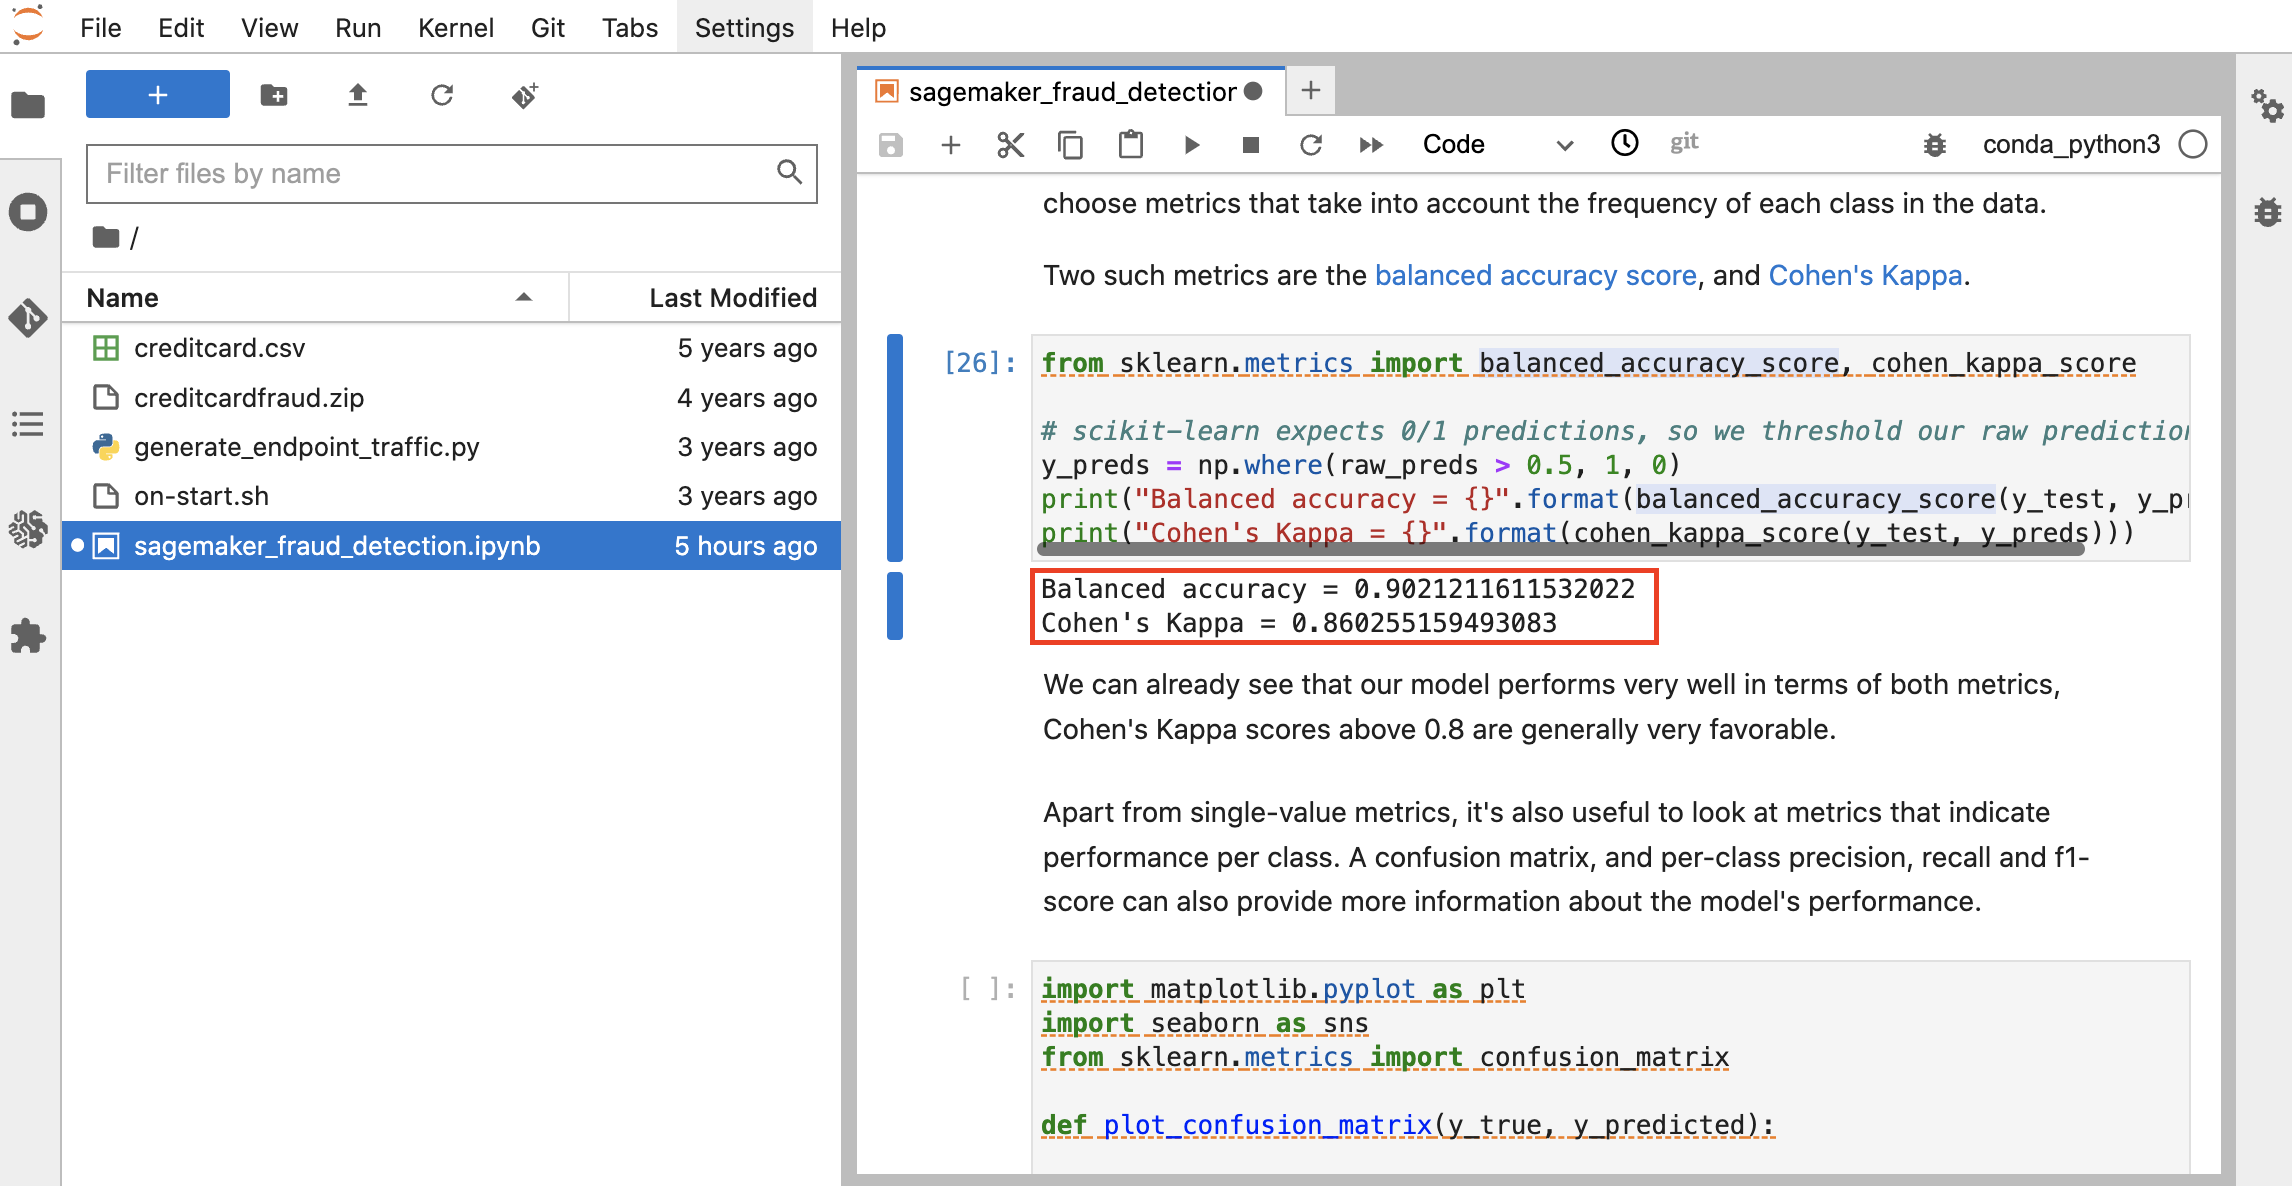 File Edit View Run Kernel Git Tabs Settings Help
+
Filter files by name
/
Name Last Modified
creditcard.csv 5 years ago
creditcardfraud.zip 4 years ago
generate_endpoint_traffic.py 3 years ago
on-start.sh 3 years ago
sagemaker_fraud_detection.ipynb 5 hours ago
sagemaker_fraud_detection
Code git conda_python3
choose metrics that take into account the frequency of each class in the data.
Two such metrics are the balanced accuracy score, and Cohen's Kappa.
[26]:
from sklearn.metrics import balanced_accuracy_score, cohen_kappa_score
# scikit-learn expects 0/1 predictions, so we threshold our raw prediction
y_preds = np.where(raw_preds > 0.5, 1, 0)
print("Balanced accuracy = {}".format(balanced_accuracy_score(y_test, y_pr
print("Cohen's Kappa = {}".format(cohen_kappa_score(y_test, y_preds)))
Balanced accuracy = 0.9021211611532022
Cohen's Kappa = 0.860255159493083
We can already see that our model performs very well in terms of both metrics,
Cohen's Kappa scores above 0.8 are generally very favorable.
Apart from single-value metrics, it's also useful to look at metrics that indicate
performance per class. A confusion matrix, and per-class precision, recall and f1-
score can also provide more information about the model's performance.
[ ]:
import matplotlib.pyplot as plt
import seaborn as sns
from sklearn.metrics import confusion_matrix
def plot_confusion_matrix(y_true, y_predicted):